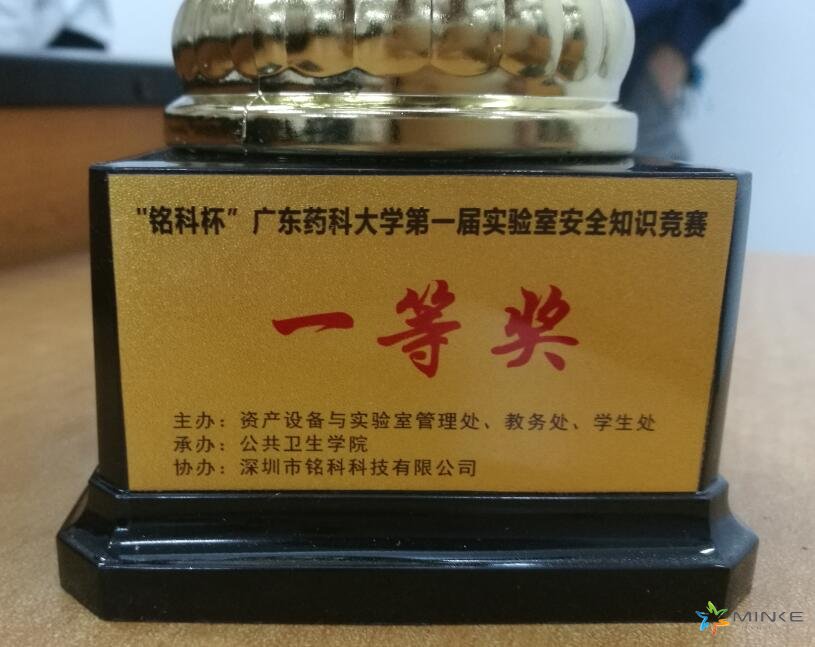 "铭科杯”广东药科大学第一届实验室安全知识竞赛
一等奖
主办：资产设备与实验室管理处、教务处、学生处
承办：公共卫生学院
协办：深圳市铭科科技有限公司
MINKE